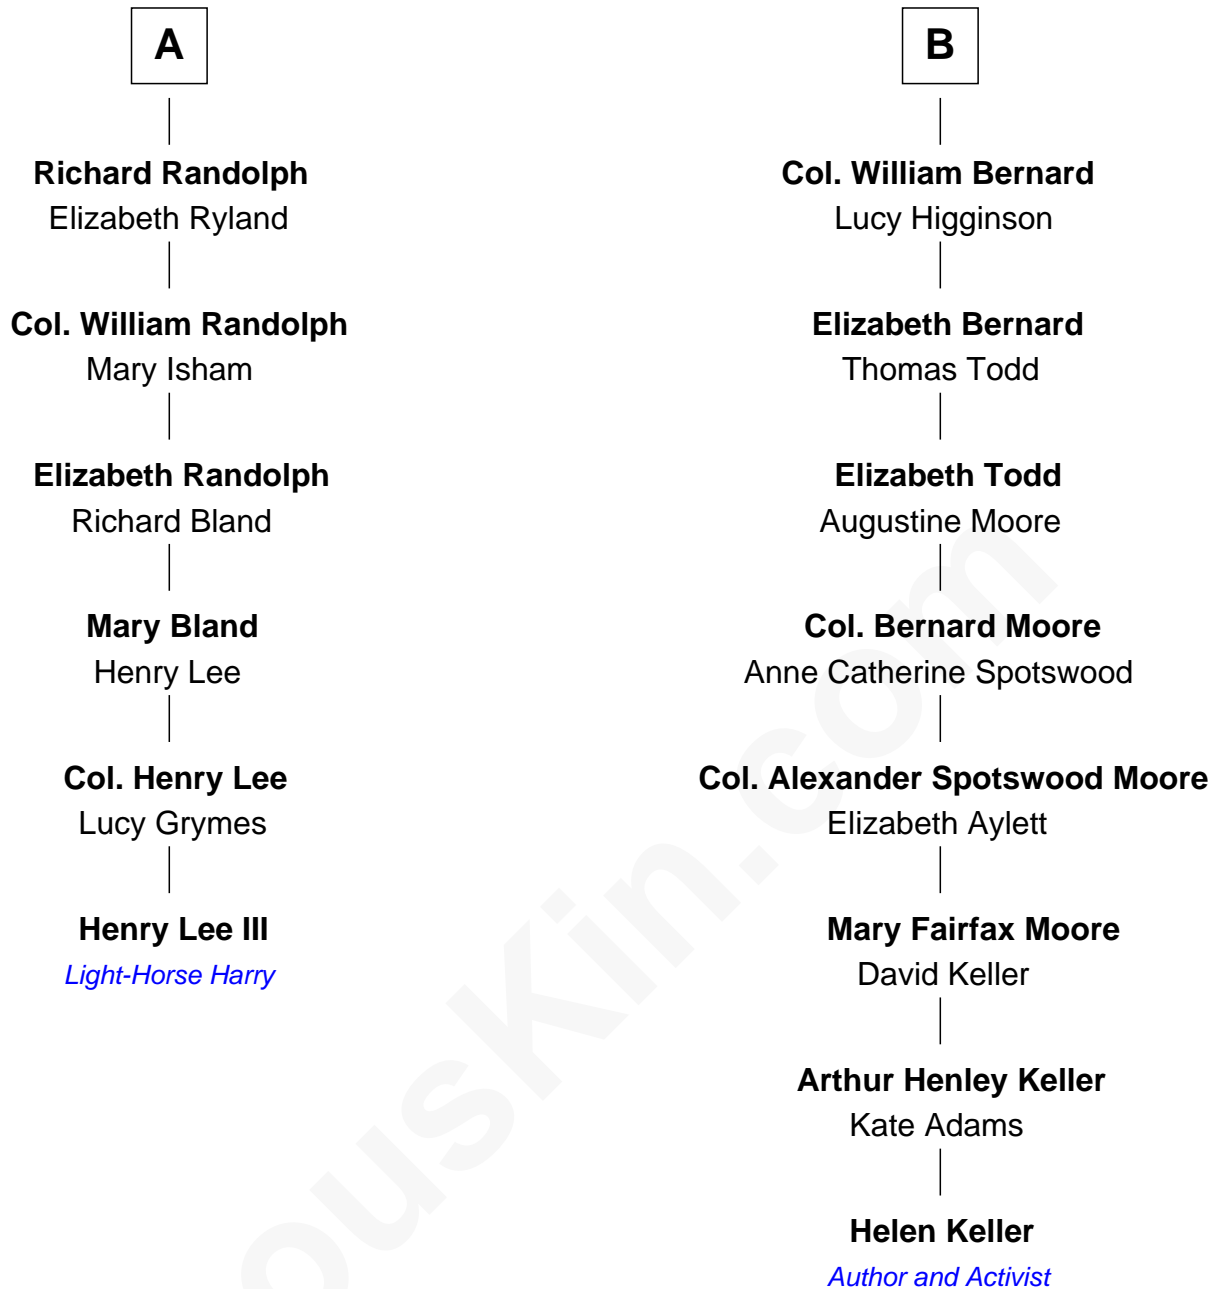 A
Richard Randolph
Elizabeth Ryland
Col. William Randolph
Mary Isham
Elizabeth Randolph
Richard Bland
Mary Bland
Henry Lee
Col. Henry Lee
Lucy Grymes
Henry Lee III
Light-Horse Harry
B
Col. William Bernard
Lucy Higginson
Elizabeth Bernard
Thomas Todd
Elizabeth Todd
Augustine Moore
Col. Bernard Moore
Anne Catherine Spotswood
Col. Alexander Spotswood Moore
Elizabeth Aylett
Mary Fairfax Moore
David Keller
Arthur Henley Keller
Kate Adams
Helen Keller
Author and Activist
ousKin.com